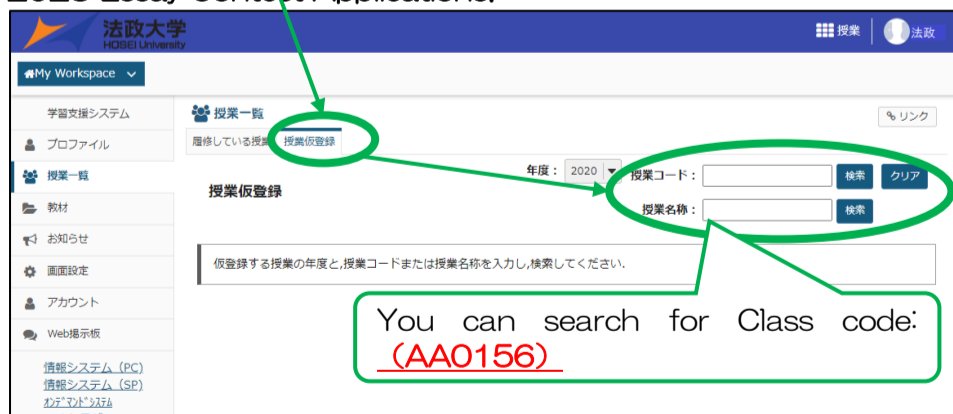 2020 Essay Contest Applications.
法政大学
HOSEI University
授業
法政
My Workspace
学習支援システム
プロファイル
授業一覧
教材
お知らせ
画面設定
アカウント
Web掲示板
情報システム（PC）
情報システム（SP）
ｵﾝﾃﾞﾏﾝﾄﾞｼｽﾃﾑ
授業一覧
リンク
履修している授業
授業仮登録
授業仮登録
年度： 2020
授業コード： 検索 クリア
授業名称： 検索
仮登録する授業の年度と,授業コードまたは授業名称を入力し,検索してください.
You can search for Class code:
（AA0156）